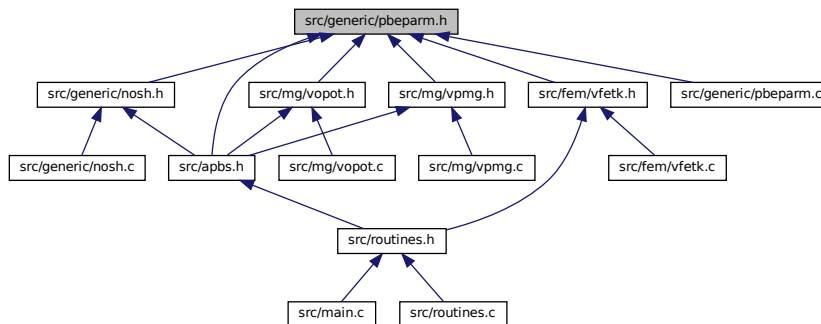 src/generic/pbeparm.h
src/generic/nosh.h
src/mg/vopot.h
src/mg/vpmg.h
src/fem/vfetk.h
src/generic/pbeparm.c
src/generic/nosh.c
src/apbs.h
src/mg/vopot.c
src/mg/vpmg.c
src/fem/vfetk.c
src/routines.h
src/main.c
src/routines.c